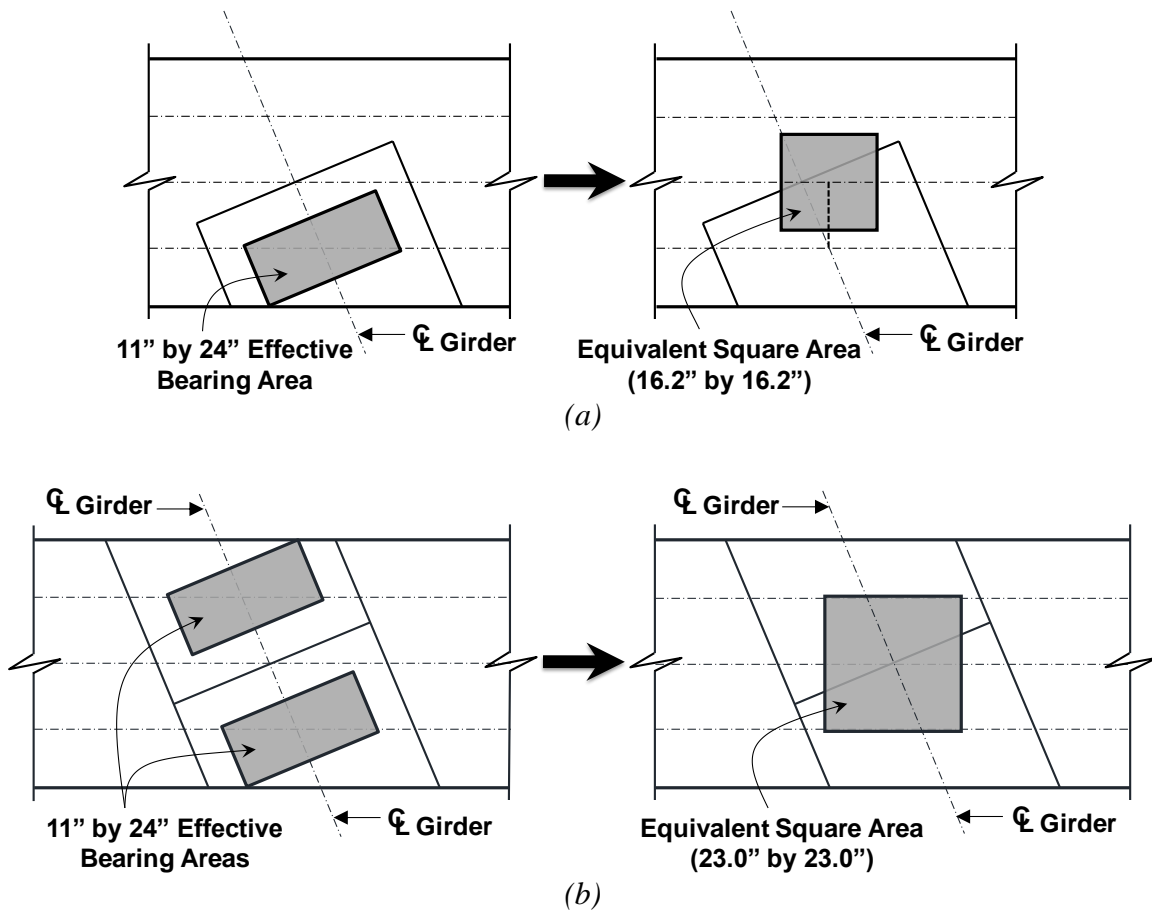 ℄ Girder
℄ Girder
11” by 24” Effective
Bearing Area
Equivalent Square Area
(16.2” by 16.2”)
(a)
℄ Girder
℄ Girder
℄ Girder
℄ Girder
11” by 24” Effective
Bearing Areas
Equivalent Square Area
(23.0” by 23.0”)
(b)